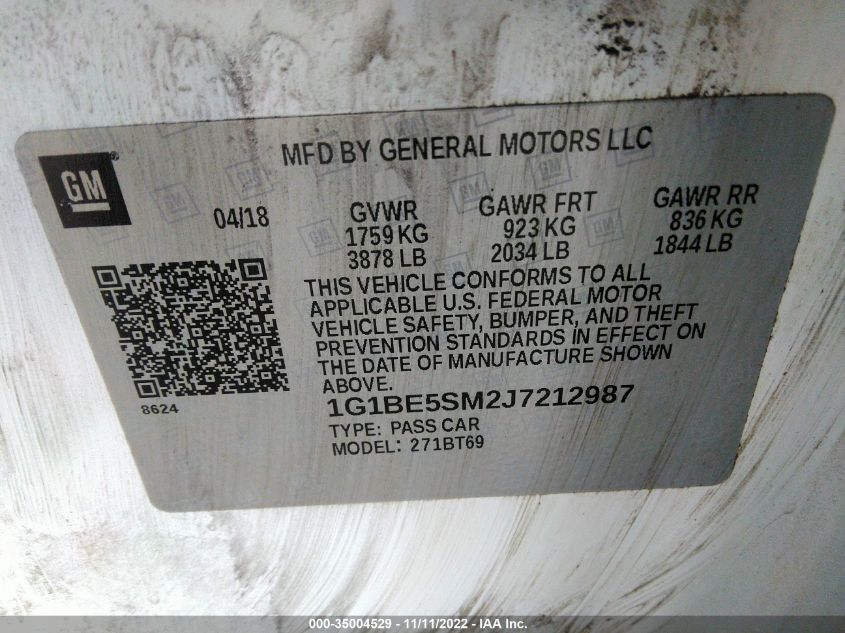 MFD BY GENERAL MOTORS LLC
GM®
04/18
GVWR GAWR FRT GAWR RR
1759 KG 923 KG 836 KG
3878 LB 2034 LB 1844 LB
THIS VEHICLE CONFORMS TO ALL
APPLICABLE U.S. FEDERAL MOTOR
VEHICLE SAFETY, BUMPER, AND THEFT
PREVENTION STANDARDS IN EFFECT ON
THE DATE OF MANUFACTURE SHOWN
ABOVE.
8624
1G1BE5SM2J7212987
TYPE: PASS CAR
MODEL: 271BT69
000-35004529 - 11/11/2022 - IAA Inc.